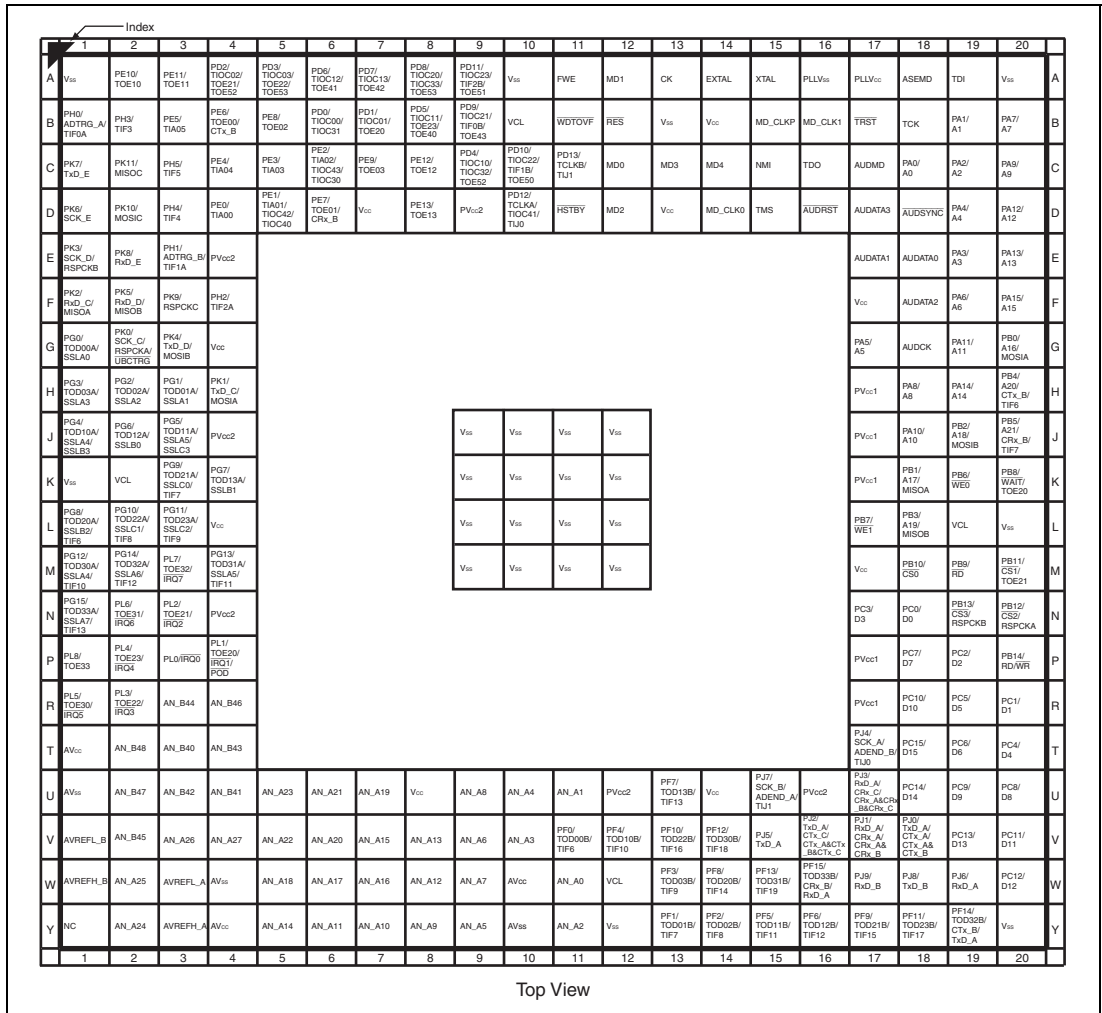 Index
1 2 3 4 5 6 7 8 9 10 11 12 13 14 15 16 17 18 19 20
A Vss PE10/TOE10 PE11/TOE11 PD2/TIOC02/TOE21/TOE52 PD3/TIOC03/TOE22/TOE53 PD6/TIOC12/TOE41 PD7/TIOC13/TOE42 PD8/TIOC20/TIOC33/TOE53 PD11/TIOC23/TIF2B/TOE51 Vss FWE MD1 CK EXTAL XTAL PLLVss PLLVcc ASEMD TDI Vss A
B PH0/ADTRG_A/TIF0A PH3/TIF3 PE5/TIA05 PE6/TOE00/CTx_B PE8/TOE02 PD0/TIOC00/TIOC31 PD1/TIOC01/TOE20 PD5/TIOC11/TOE23/TOE40 PD9/TIOC21/TIF0B/TOE43 VCL WDTOVF RES Vss Vcc MD_CLKP MD_CLK1 TRST TCK PA1/A1 PA7/A7 B
C PK7/TxD_E PK11/MISOC PH5/TIF5 PE4/TIA04 PE3/TIA03 PE2/TIA02/TIOC43/TIOC30 PE9/TOE03 PE12/TOE12 PD4/TIOC10/TIOC32/TOE52 PD10/TIOC22/TIF1B/TOE50 PD13/TCLKB/TIJ1 MD0 MD3 MD4 NMI TDO AUDMD PA0/A0 PA2/A2 PA9/A9 C
D PK6/SCK_E PK10/MOSIC PH4/TIF4 PE0/TIA00 PE1/TIA01/TIOC42/TIOC40 PE7/TOE01/CRx_B Vcc PE13/TOE13 PVcc2 PD12/TCLKA/TIOC41/TIJ0 HSTBY MD2 Vcc MD_CLK0 TMS AUDRST AUDATA3 AUDSYNC PA4/A4 PA12/A12 D
E PK3/SCK_D/RSPCKB PK8/RxD_E PH1/ADTRG_B/TIF1A PVcc2 AUDATA1 AUDATA0 PA3/A3 PA13/A13 E
F PK2/RxD_C/MISOA PK5/RxD_D/MISOB PK9/RSPCKC PH2/TIF2A Vcc AUDATA2 PA6/A6 PA15/A15 F
G PG0/TOD00A/SSLA0 PK0/SCK_C/RSPCKA/UBCTRG PK4/TxD_D/MOSIB Vcc PA5/A5 AUDCK PA11/A11 PB0/A16/MOSIA G
H PG3/TOD03A/SSLA3 PG2/TOD02A/SSLA2 PG1/TOD01A/SSLA1 PK1/TxD_C/MOSIA PVcc1 PA8/A8 PA14/A14 PB4/A20/CTx_B/TIF6 H
J PG4/TOD10A/SSLA4/SSLB3 PG6/TOD12A/SSLB0 PG5/TOD11A/SSLA5/SSLC3 PVcc2 Vss Vss Vss Vss PVcc1 PA10/A10 PB2/A18/MOSIB PB5/A21/CRx_B/TIF7 J
K Vss VCL PG9/TOD21A/SSLC0/TIF7 PG7/TOD13A/SSLB1 Vss Vss Vss Vss PVcc1 PB1/A17/MISOA PB6/WE0 PB8/WAIT/TOE20 K
L PG8/TOD20A/SSLB2/TIF6 PG10/TOD22A/SSLC1/TIF8 PG11/TOD23A/SSLC2/TIF9 Vcc Vss Vss Vss Vss PB7/WE1 PB3/A19/MISOB VCL Vss L
M PG12/TOD30A/SSLA4/TIF10 PG14/TOD32A/SSLA6/TIF12 PL7/TOE32/IRQ7 PG13/TOD31A/SSLA5/TIF11 Vss Vss Vss Vss Vcc PB10/CS0 PB9/RD PB11/CS1/TOE21 M
N PG15/TOD33A/SSLA7/TIF13 PL6/TOE31/IRQ6 PL2/TOE21/IRQ2 PVcc2 PC3/D3 PC0/D0 PB13/CS3/RSPCKB PB12/CS2/RSPCKA N
P PL8/TOE33 PL4/TOE23/IRQ4 PL0/IRQ0 PL1/TOE20/IRQ1/POD PVcc1 PC7/D7 PC2/D2 PB14/RD/WR P
R PL5/TOE30/IRQ5 PL3/TOE22/IRQ3 AN_B44 AN_B46 PVcc1 PC10/D10 PC5/D5 PC1/D1 R
T AVcc AN_B48 AN_B40 AN_B43 PJ4/SCK_A/ADEND_B/TIJ0 PC15/D15 PC6/D6 PC4/D4 T
U AVss AN_B47 AN_B42 AN_B41 AN_A23 AN_A21 AN_A19 Vcc AN_A8 AN_A4 AN_A1 PVcc2 PF7/TOD13B/TIF13 Vcc PJ7/SCK_B/ADEND_A/TIJ1 PVcc2 PJ3/RxD_A/CRx_C/CRx_A&CRx_B&CRx_C PC14/D14 PC9/D9 PC8/D8 U
V AVREFL_B AN_B45 AN_A26 AN_A27 AN_A22 AN_A20 AN_A15 AN_A13 AN_A6 AN_A3 PF0/TOD00B/TIF6 PF4/TOD10B/TIF10 PF10/TOD22B/TIF16 PF12/TOD30B/TIF18 PJ5/TxD_A PJ2/TxD_A/CTx_C/CTx_A&CTx_B&CTx_C PJ1/RxD_A/CRx_A/CRx_A&CRx_B PJ0/TxD_A/CTx_A/CTx_A&CTx_B PC13/D13 PC11/D11 V
W AVREFH_B AN_A25 AVREFL_A AVss AN_A18 AN_A17 AN_A16 AN_A12 AN_A7 AVcc AN_A0 VCL PF3/TOD03B/TIF9 PF8/TOD20B/TIF14 PF13/TOD31B/TIF19 PF15/TOD33B/CRx_B/RxD_A PJ9/RxD_B PJ8/TxD_B PJ6/RxD_A PC12/D12 W
Y NC AN_A24 AVREFH_A AVcc AN_A14 AN_A11 AN_A10 AN_A9 AN_A5 AVss AN_A2 Vss PF1/TOD01B/TIF7 PF2/TOD02B/TIF8 PF5/TOD11B/TIF11 PF6/TOD12B/TIF12 PF9/TOD21B/TIF15 PF11/TOD23B/TIF17 PF14/TOD32B/CTx_B/TxD_A Vss Y
1 2 3 4 5 6 7 8 9 10 11 12 13 14 15 16 17 18 19 20
Top View